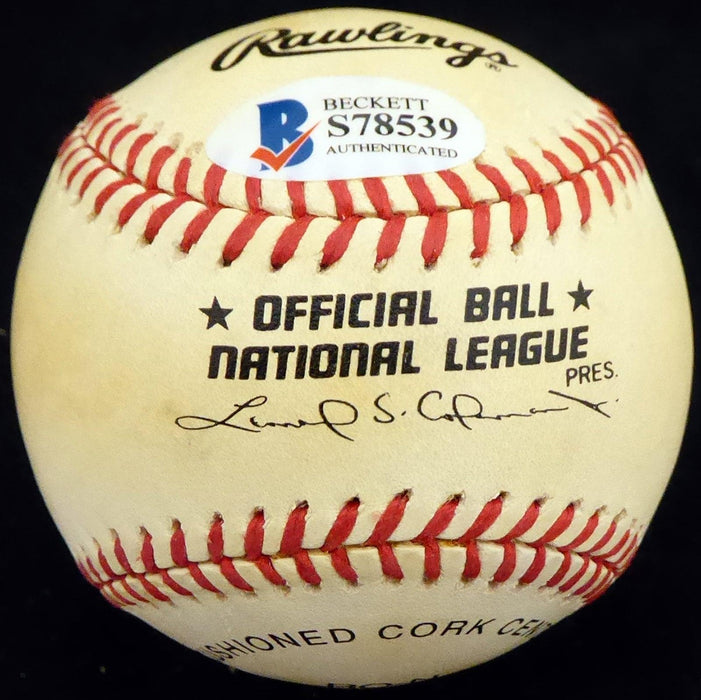 Rawlings ®
BECKETT
S78539
AUTHENTICATED
★ OFFICIAL BALL ★
NATIONAL LEAGUE
PRES.
Leonard S. Coleman, Jr.
SHIONED CORK CEN